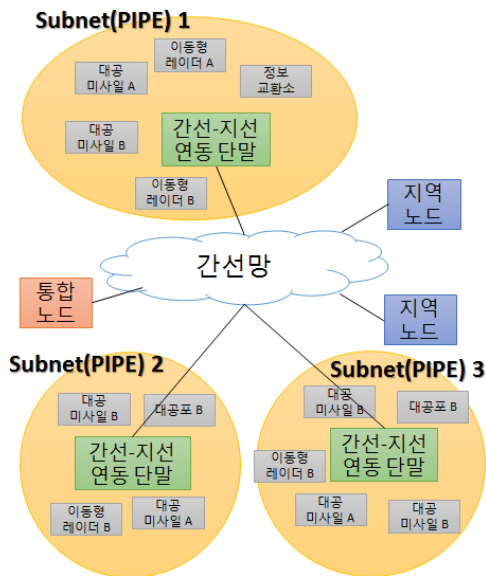 Subnet(PIPE) 1
이동형
레이더 A
대공
미사일 A
정보
교환소
대공
미사일 B
간선-지선
연동 단말
이동형
레이더 B
지역
노드
간선망
통합
노드
지역
노드
Subnet(PIPE) 2
대공
미사일 B
대공포 B
간선-지선
연동 단말
이동형
레이더 B
대공
미사일 A
Subnet(PIPE) 3
대공
미사일 B
대공포 B
간선-지선
연동 단말
이동형
레이더 B
대공
미사일 A
대공
미사일 B